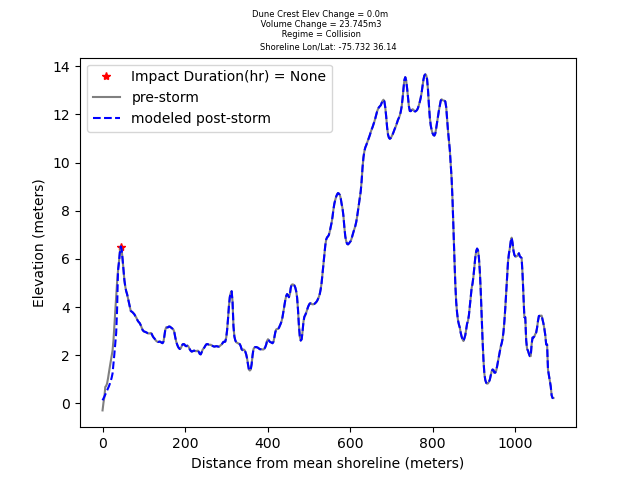 Dune Crest Elev Change = 0.0m
Volume Change = 23.745m3
Regime = Collision
Shoreline Lon/Lat: -75.732 36.14
Impact Duration(hr) = None
pre-storm
modeled post-storm
14
12
10
8
6
4
2
0
Elevation (meters)
0 200 400 600 800 1000
Distance from mean shoreline (meters)